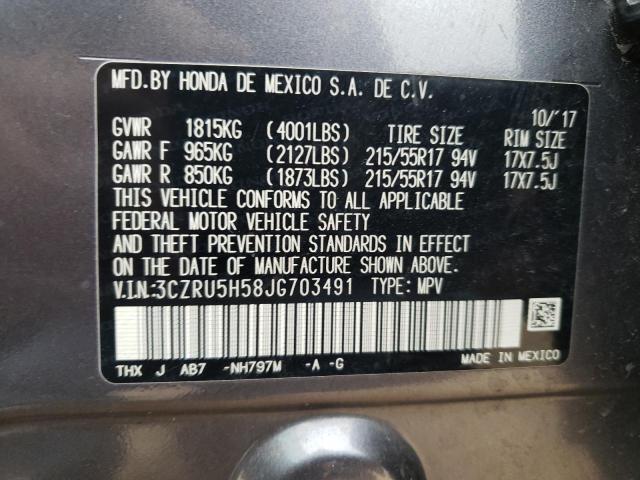 MFD.BY HONDA DE MEXICO S.A. DE C.V.
10/'17
GVWR 1815KG (4001LBS) TIRE SIZE RIM SIZE
GAWR F 965KG (2127LBS) 215/55R17 94V 17X7.5J
GAWR R 850KG (1873LBS) 215/55R17 94V 17X7.5J
THIS VEHICLE CONFORMS TO ALL APPLICABLE
FEDERAL MOTOR VEHICLE SAFETY
AND THEFT PREVENTION STANDARDS IN EFFECT
ON DATE OF MANUFACTURE SHOWN ABOVE.
V.I.N.:3CZRU5H58JG703491 TYPE: MPV
THX J AB7 -NH797M -A -G
MADE IN MEXICO